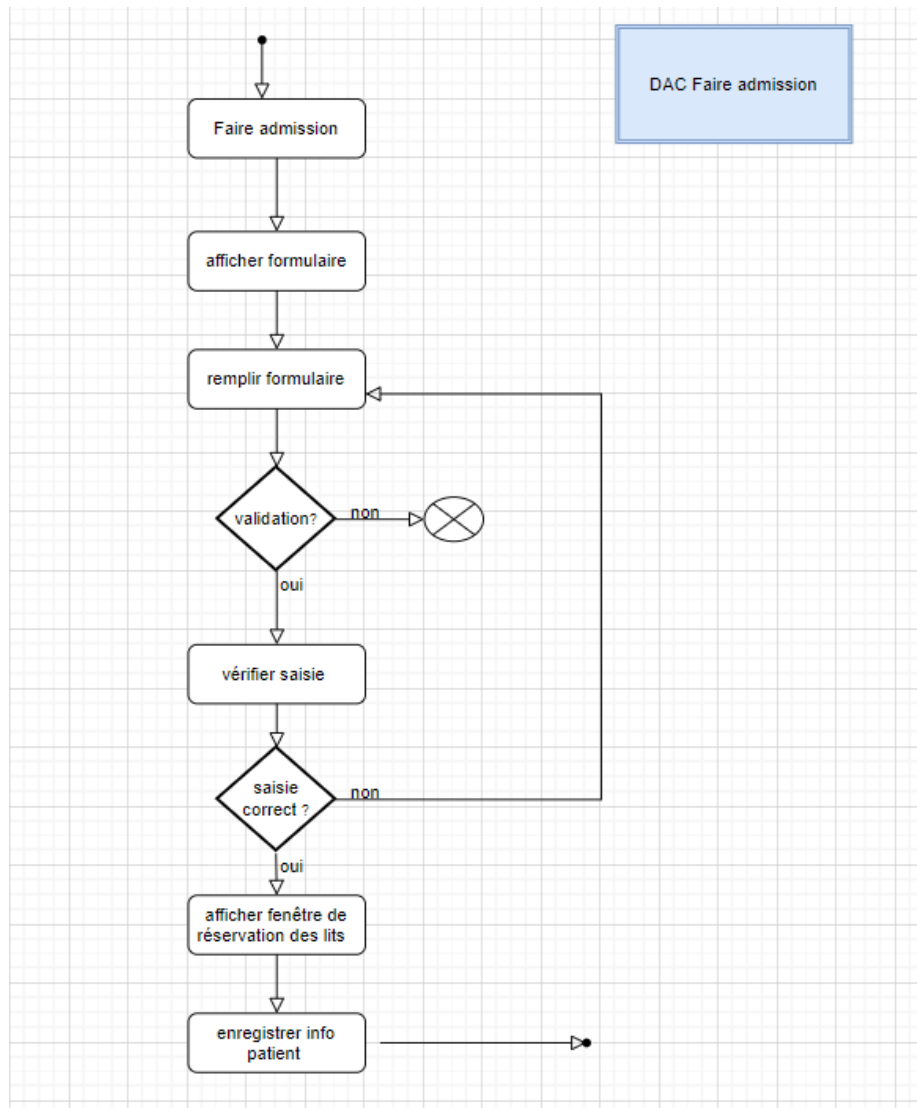 DAC Faire admission
Faire admission
afficher formulaire
remplir formulaire
validation?
non
oui
vérifier saisie
saisie
correct ?
non
oui
afficher fenêtre de
réservation des lits
enregistrer info
patient